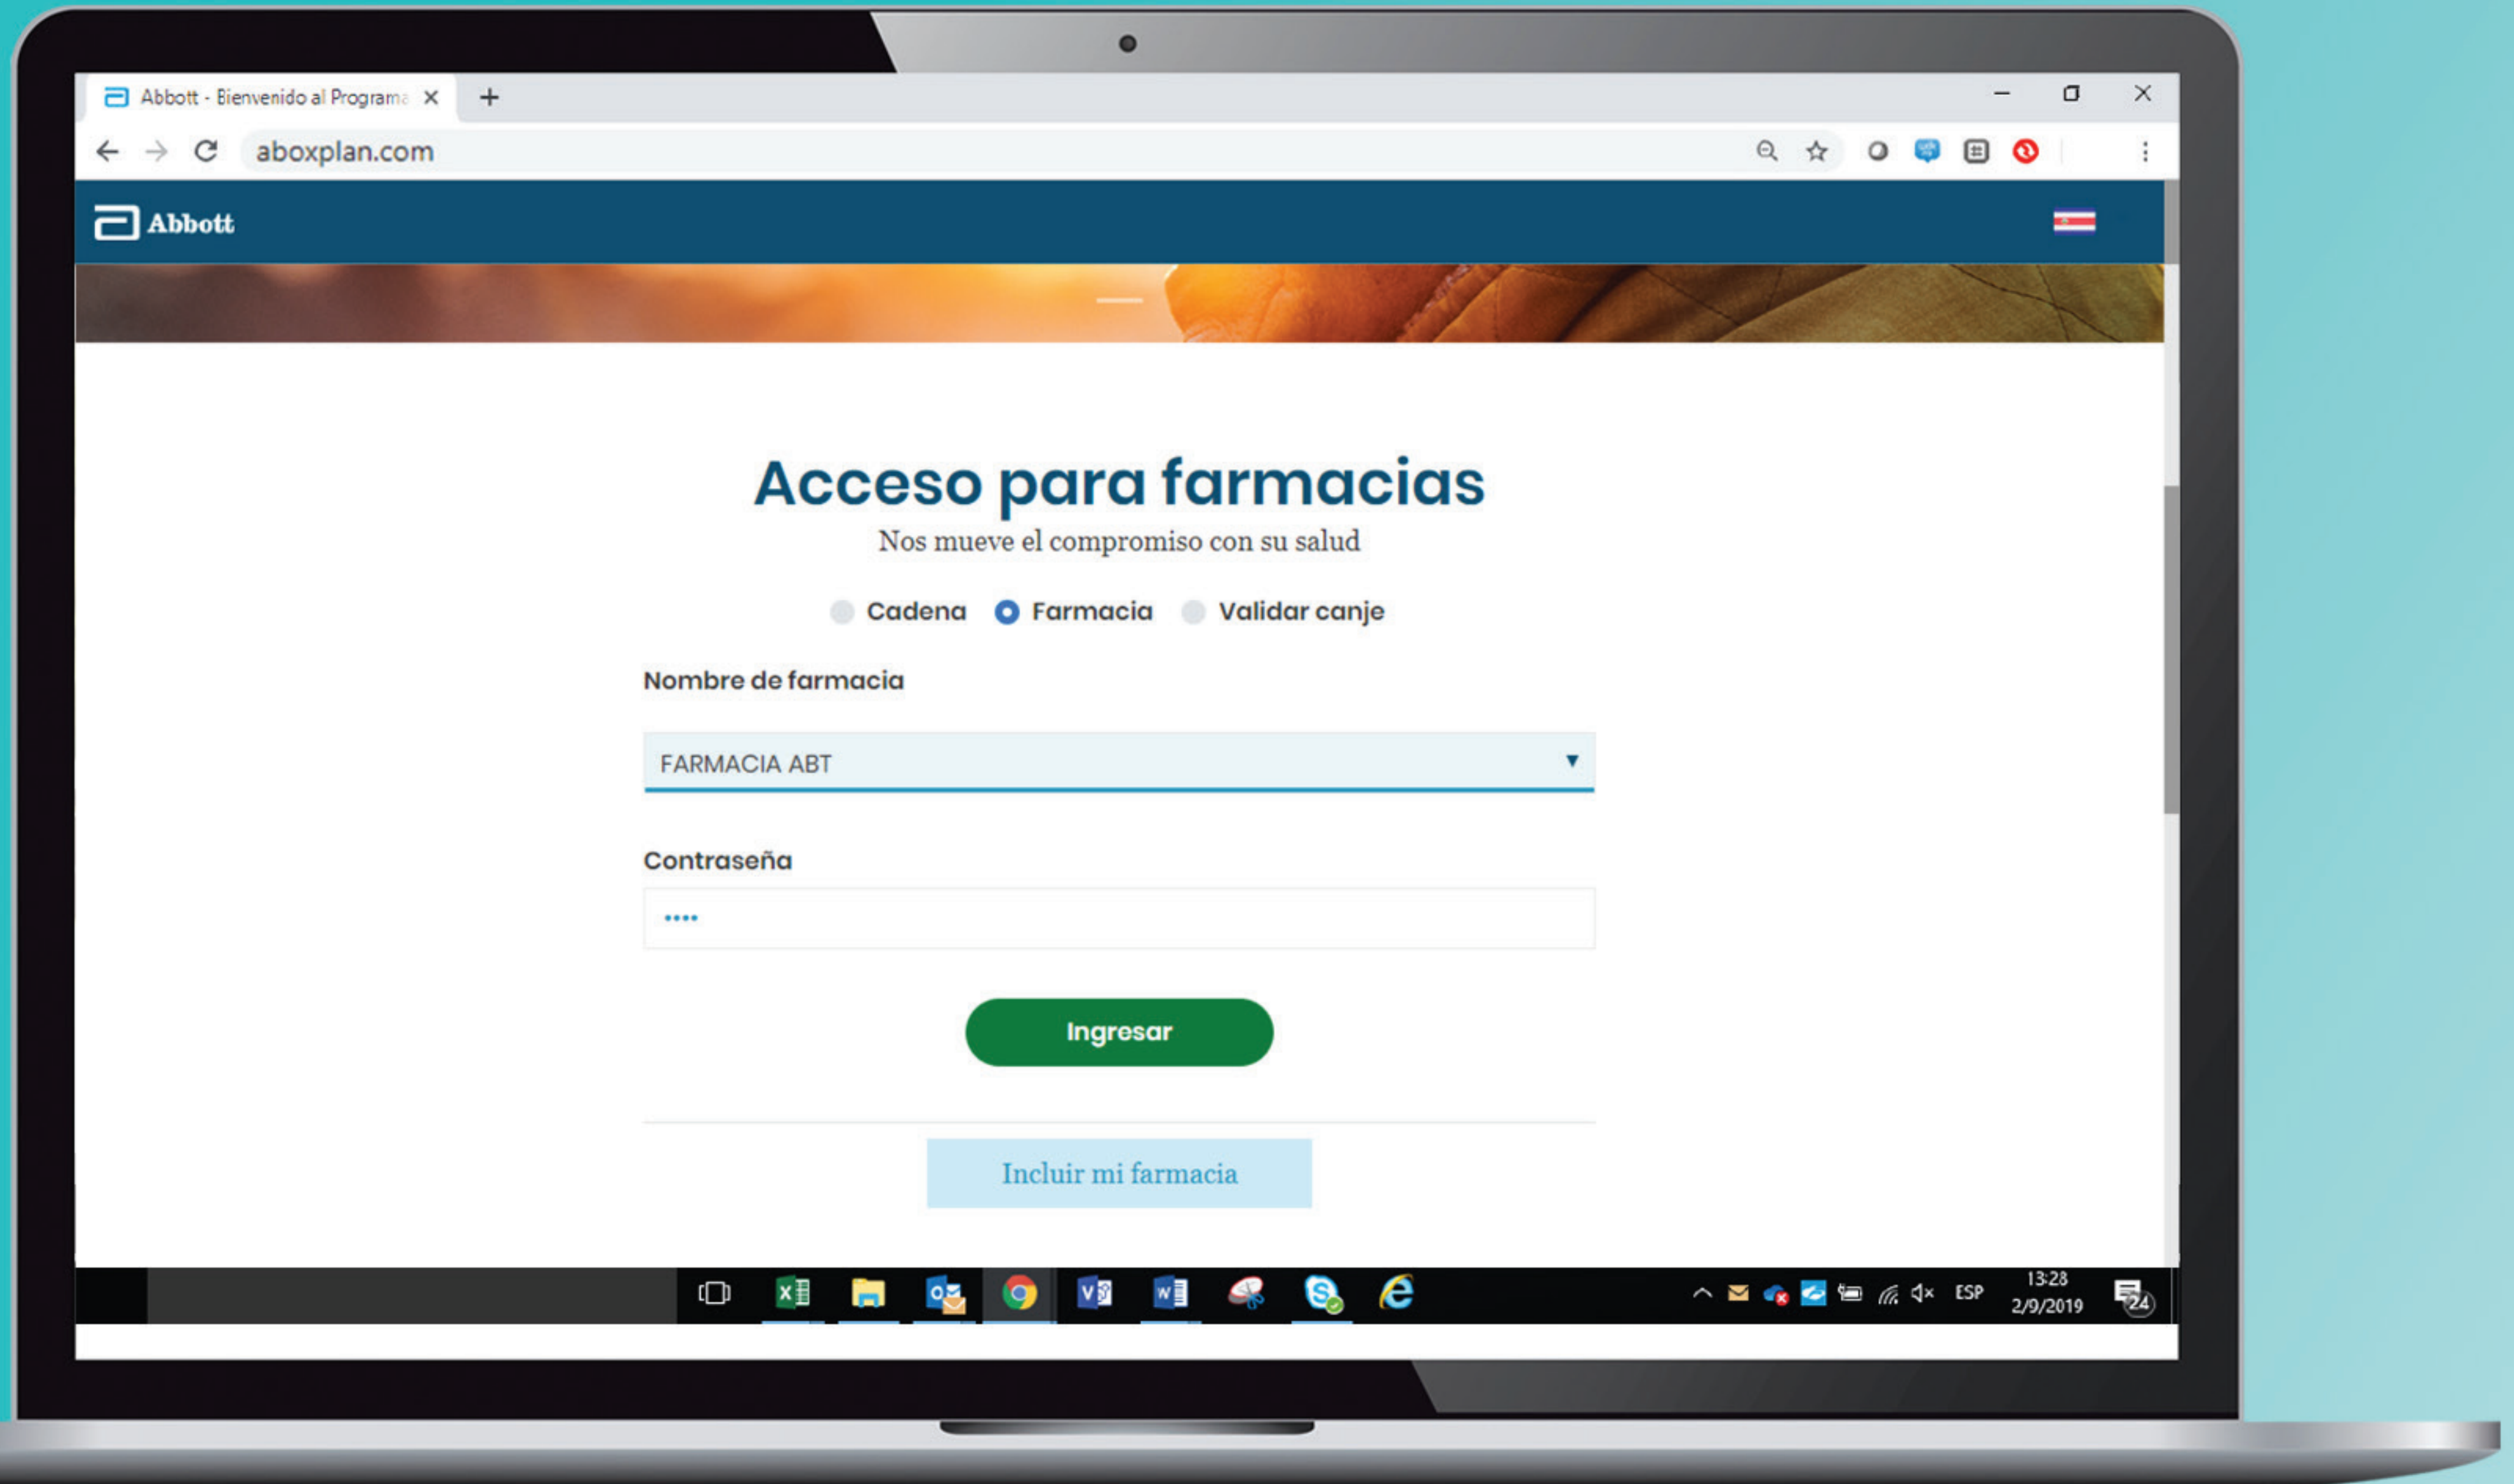 Abbott - Bienvenido al Programa
aboxplan.com
Abbott
Acceso para farmacias
Nos mueve el compromiso con su salud
Cadena Farmacia Validar canje
Nombre de farmacia
FARMACIA ABT
Contraseña
••••
Ingresar
Incluir mi farmacia
ESP
13:28
2/9/2019
24